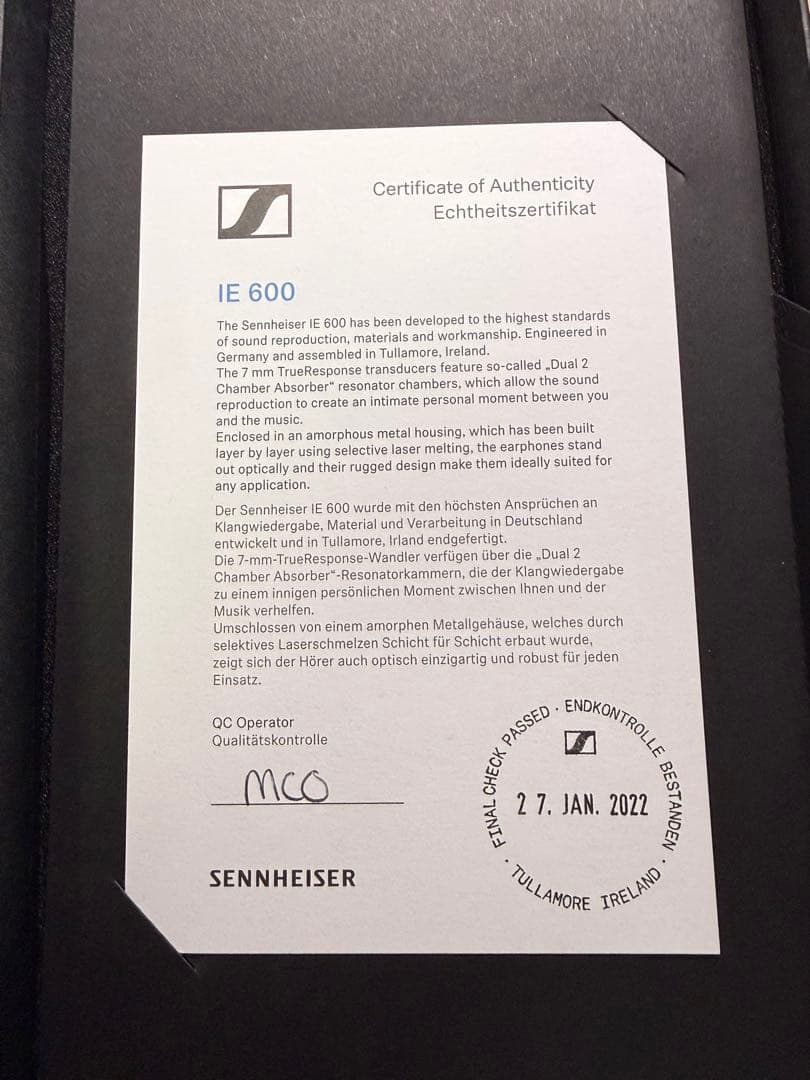 Certificate of Authenticity
Echtheitszertifikat
IE 600
The Sennheiser IE 600 has been developed to the highest standards
of sound reproduction, materials and workmanship. Engineered in
Germany and assembled in Tullamore, Ireland.
The 7 mm TrueResponse transducers feature so-called „Dual 2
Chamber Absorber“ resonator chambers, which allow the sound
reproduction to create an intimate personal moment between you
and the music.
Enclosed in an amorphous metal housing, which has been built
layer by layer using selective laser melting, the earphones stand
out optically and their rugged design make them ideally suited for
any application.
Der Sennheiser IE 600 wurde mit den höchsten Ansprüchen an
Klangwiedergabe, Material und Verarbeitung in Deutschland
entwickelt und in Tullamore, Irland endgefertigt.
Die 7-mm-TrueResponse-Wandler verfügen über die „Dual 2
Chamber Absorber“-Resonatorkammern, die der Klangwiedergabe
zu einem innigen persönlichen Moment zwischen Ihnen und der
Musik verhelfen.
Umschlossen von einem amorphen Metallgehäuse, welches durch
selektives Laserschmelzen Schicht für Schicht erbaut wurde,
zeigt sich der Hörer auch optisch einzigartig und robust für jeden
Einsatz.
QC Operator
Qualitätskontrolle
MCO
SENNHEISER
FINAL CHECK PASSED · ENDKONTROLLE BESTANDEN ·
27. JAN. 2022
TULLAMORE IRELAND ·